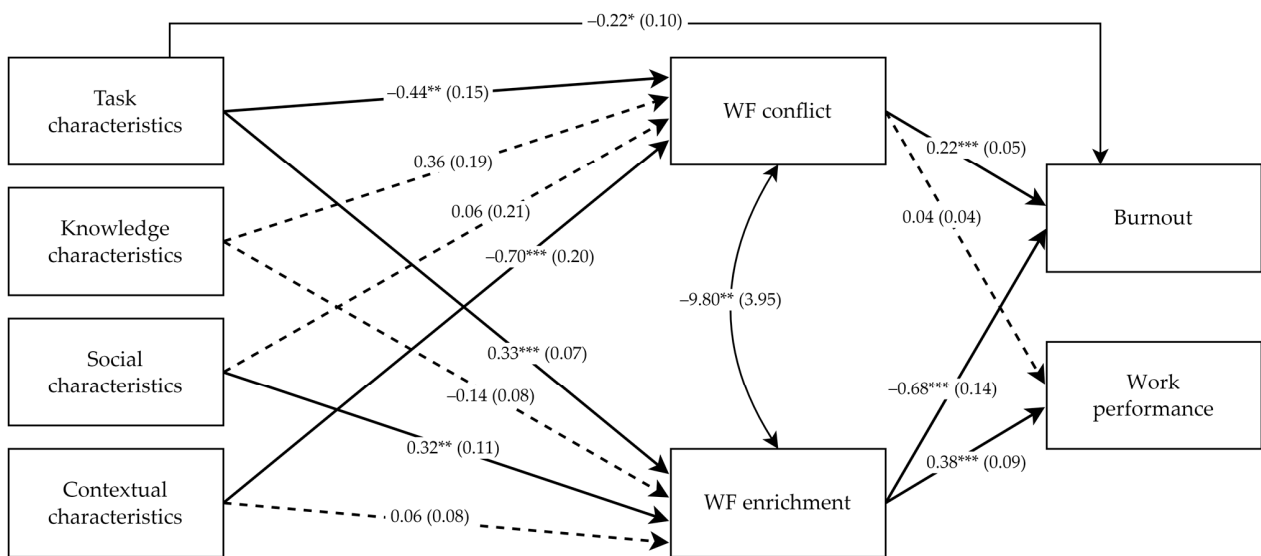 −0.22* (0.10)
Task
characteristics
−0.44** (0.15)
WF conflict
0.22*** (0.05)
0.36 (0.19)
Knowledge
characteristics
0.06 (0.21)
0.04 (0.04)
Burnout
−0.70*** (0.20)
−9.80** (3.95)
Social
characteristics
0.33*** (0.07)
−0.14 (0.08)
−0.68*** (0.14)
Work
performance
0.32** (0.11)
0.38*** (0.09)
Contextual
characteristics
0.06 (0.08)
WF enrichment